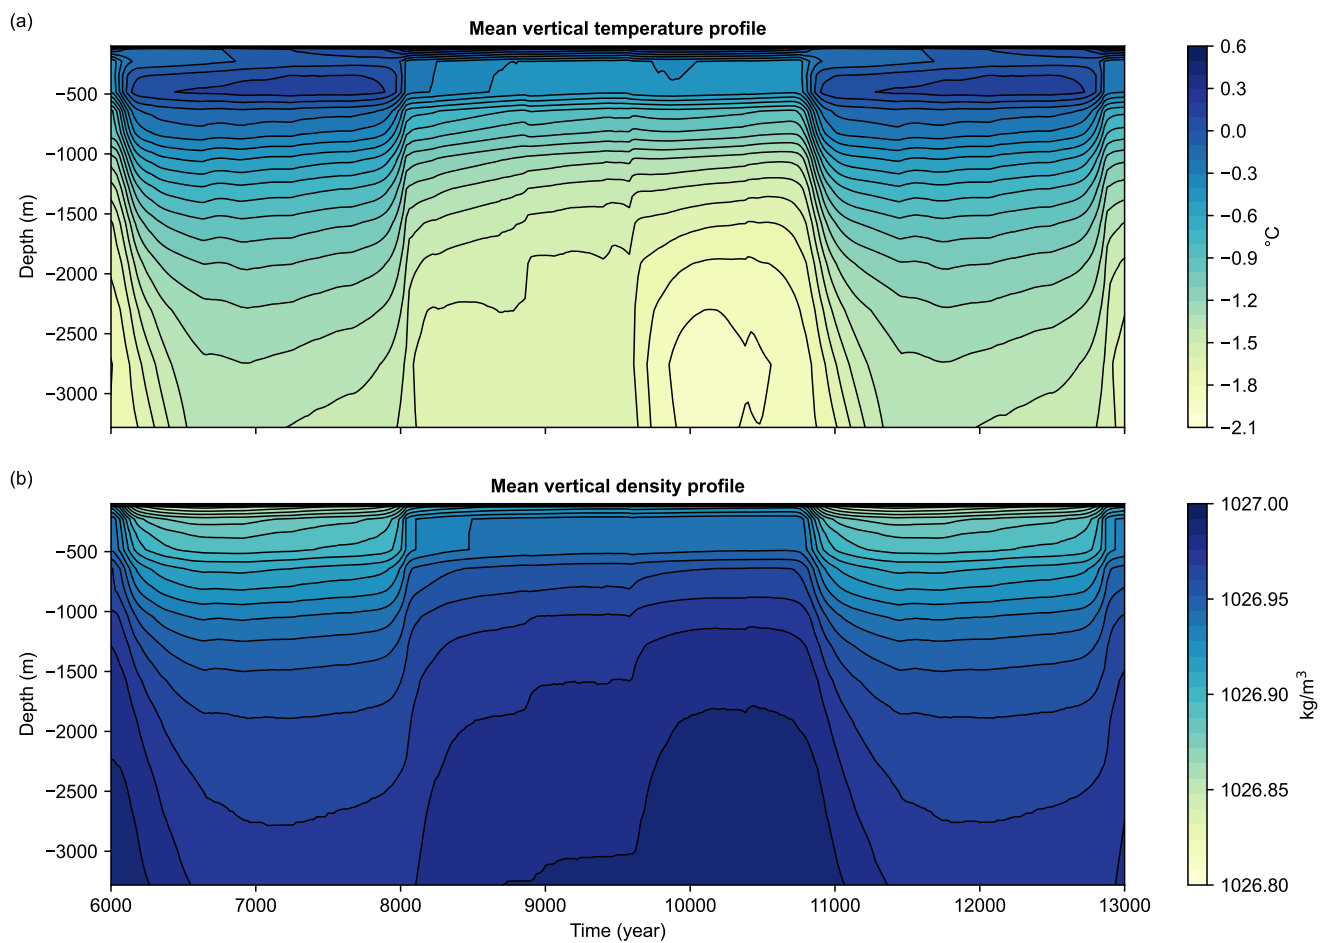 (a)
Mean vertical temperature profile
Depth (m)
−500
−1000
−1500
−2000
−2500
−3000
0.6
0.3
0.0
−0.3
−0.6
−0.9
−1.2
−1.5
−1.8
−2.1
°C
(b)
Mean vertical density profile
Depth (m)
−500
−1000
−1500
−2000
−2500
−3000
6000 7000 8000 9000 10000 11000 12000 13000
Time (year)
1027.00
1026.95
1026.90
1026.85
1026.80
kg/m³